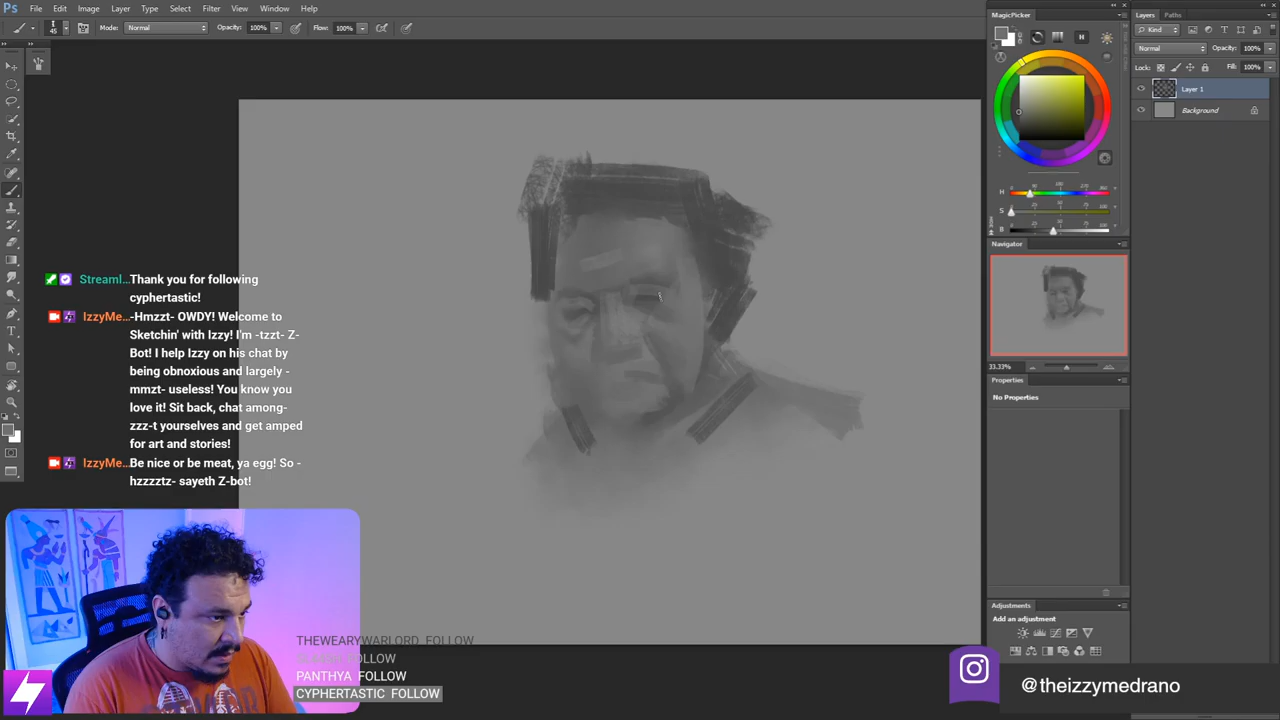 Ps File Edit Image Layer Type Select Filter View Window Help
45 Mode: Normal Opacity: 100% Flow: 100%
MagicPicker
H
H
S
B
Navigator
33.33%
Properties
No Properties
Adjustments
Add an adjustment
Layers Paths
Kind
Normal Opacity: 100%
Lock: Fill: 100%
Layer 1
Background
Streaml... Thank you for following
cyphertastic!
IzzyMe... -Hmzzt- OWDY! Welcome to
Sketchin' with Izzy! I'm -tzzt- Z-
Bot! I help Izzy on his chat by
being obnoxious and largely -
mmzt- useless! You know you
love it! Sit back, chat among-
zzz-t yourselves and get amped
for art and stories!
IzzyMe... Be nice or be meat, ya egg! So -
hzzzztz- sayeth Z-bot!
THEWEARYWARLORD FOLLOW
FOLLOW
PANTHYA FOLLOW
CYPHERTASTIC FOLLOW
@theizzymedrano